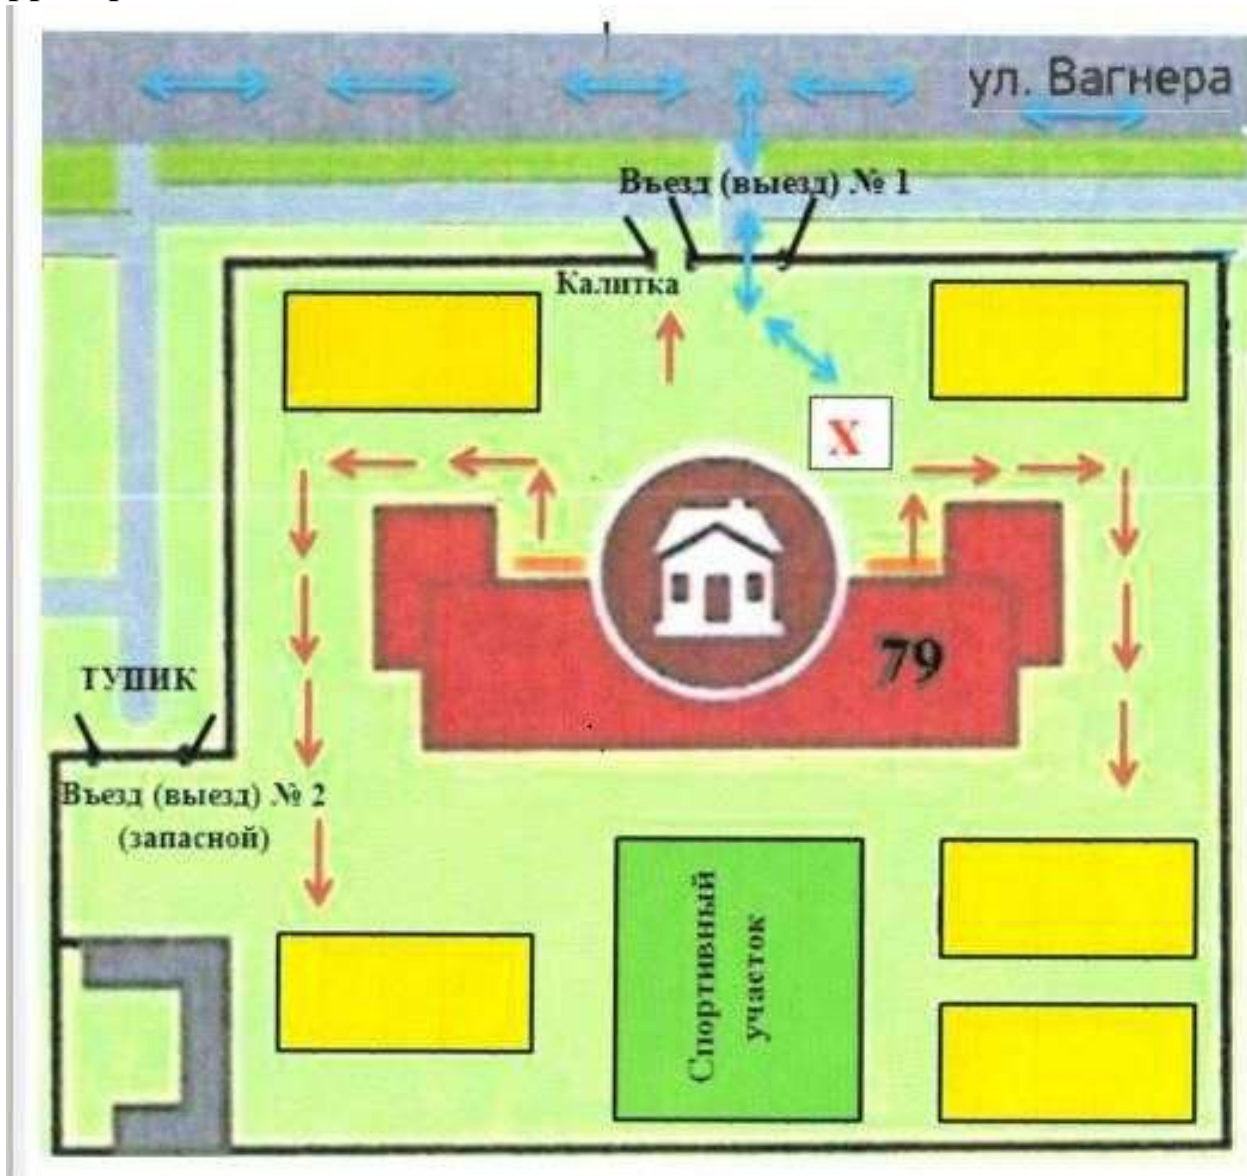 ул. Вагнера
Въезд (выезд) № 1
Калитка
X
79
ТУПИК
Въезд (выезд) № 2
(запасной)
Спортивный
участок